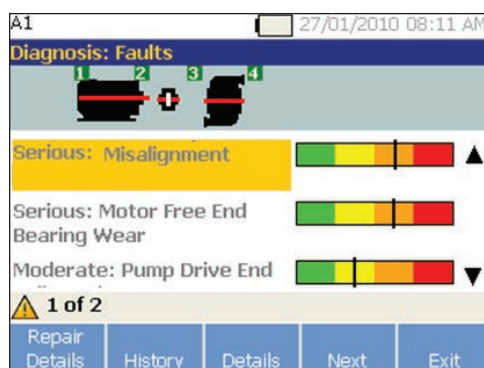 A1 27/01/2010 08:11 AM
Diagnosis: Faults
1 2 3 4
Serious: Misalignment
Serious: Motor Free End
Bearing Wear
Moderate: Pump Drive End
1 of 2
Repair
Details History Details Next Exit